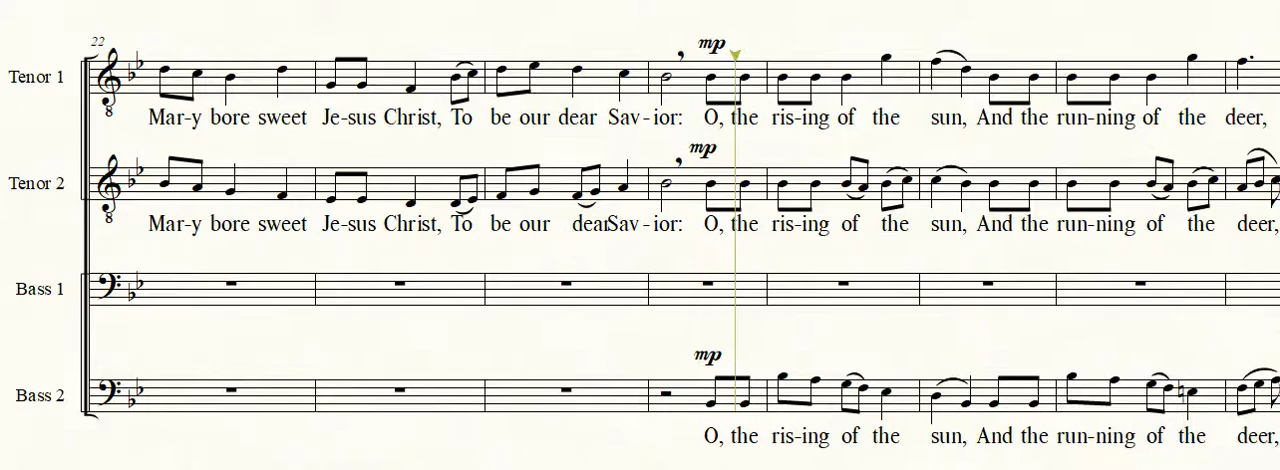 22
mp
Tenor 1
Mar-y bore sweet Je-sus Christ, To be our dear Sav-ior: O, the ris-ing of the sun, And the run-ning of the deer,
8
mp
Tenor 2
Mar-y bore sweet Je-sus Christ, To be our dear Sav-ior: O, the ris-ing of the sun, And the run-ning of the deer,
8
Bass 1
mp
Bass 2
O, the ris-ing of the sun, And the run-ning of the deer,